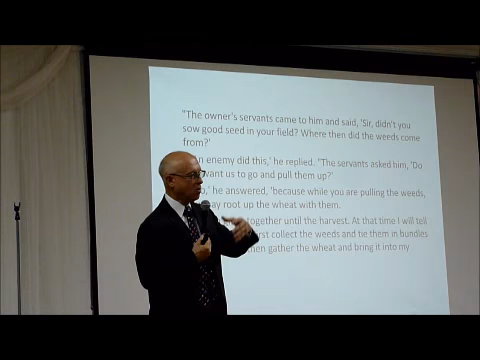 "The owner's servants came to him and said, 'Sir, didn't you
sow good seed in your field? Where then did the weeds come
from?'
n enemy did this,' he replied. "The servants asked him, 'Do
want us to go and pull them up?'
,' he answered, 'because while you are pulling the weeds,
ay root up the wheat with them.
together until the harvest. At that time I will tell
rst collect the weeds and tie them in bundles
hen gather the wheat and bring it into my